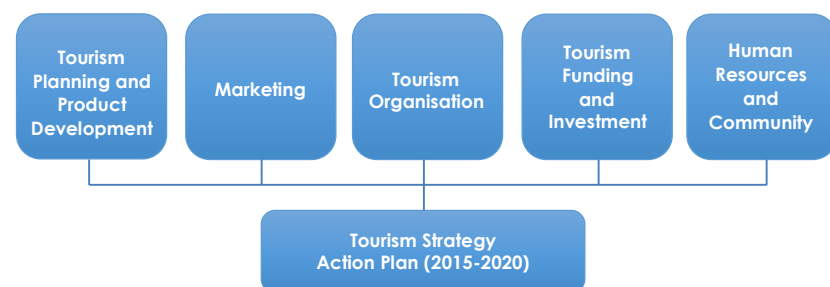 Tourism
Planning and
Product
Development
Marketing
Tourism
Organisation
Tourism
Funding
and
Investment
Human
Resources
and
Community
Tourism Strategy
Action Plan (2015-2020)